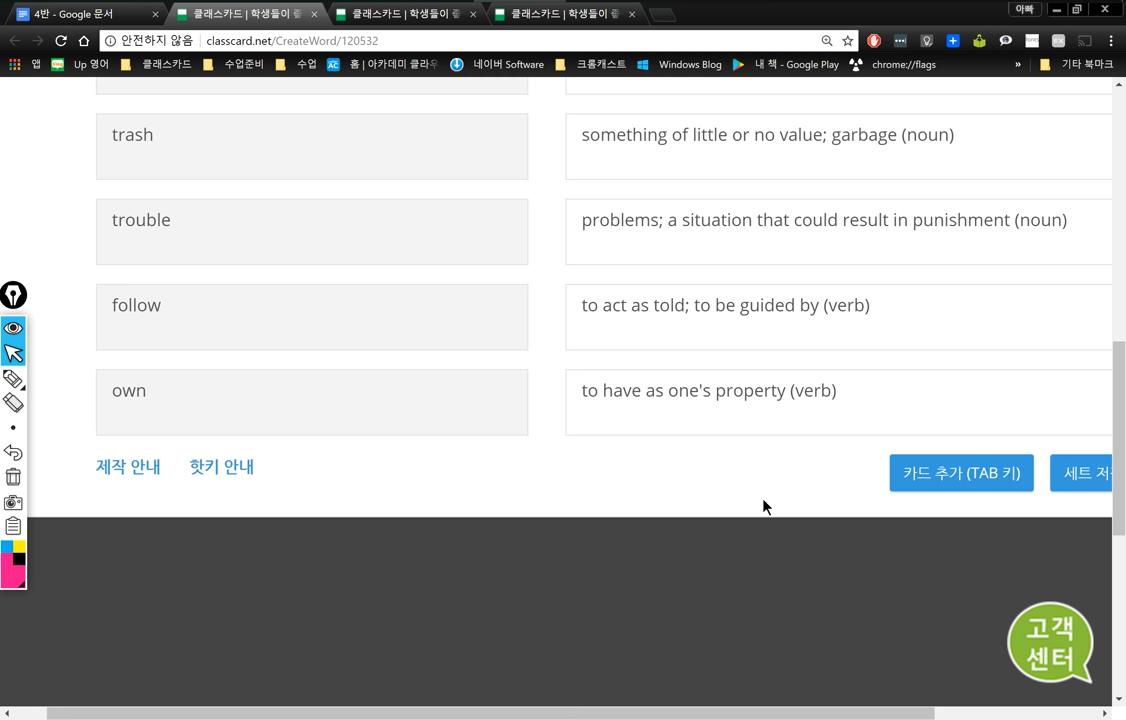 4반 - Google 문서
클래스카드 | 학생들이 좋
클래스카드 | 학생들이 좋
클래스카드 | 학생들이 좋
아빠
안전하지 않음
classcard.net/CreateWord/120532
앱
Up 영어
클래스카드
수업준비
수업
AC
홈 | 아카데미 클라우
네이버 Software
크롬캐스트
Windows Blog
내 책 - Google Play
chrome://flags
»
기타 북마크
trash
something of little or no value; garbage (noun)
trouble
problems; a situation that could result in punishment (noun)
follow
to act as told; to be guided by (verb)
own
to have as one's property (verb)
제작 안내
핫키 안내
카드 추가 (TAB 키)
세트 저
고객
센터